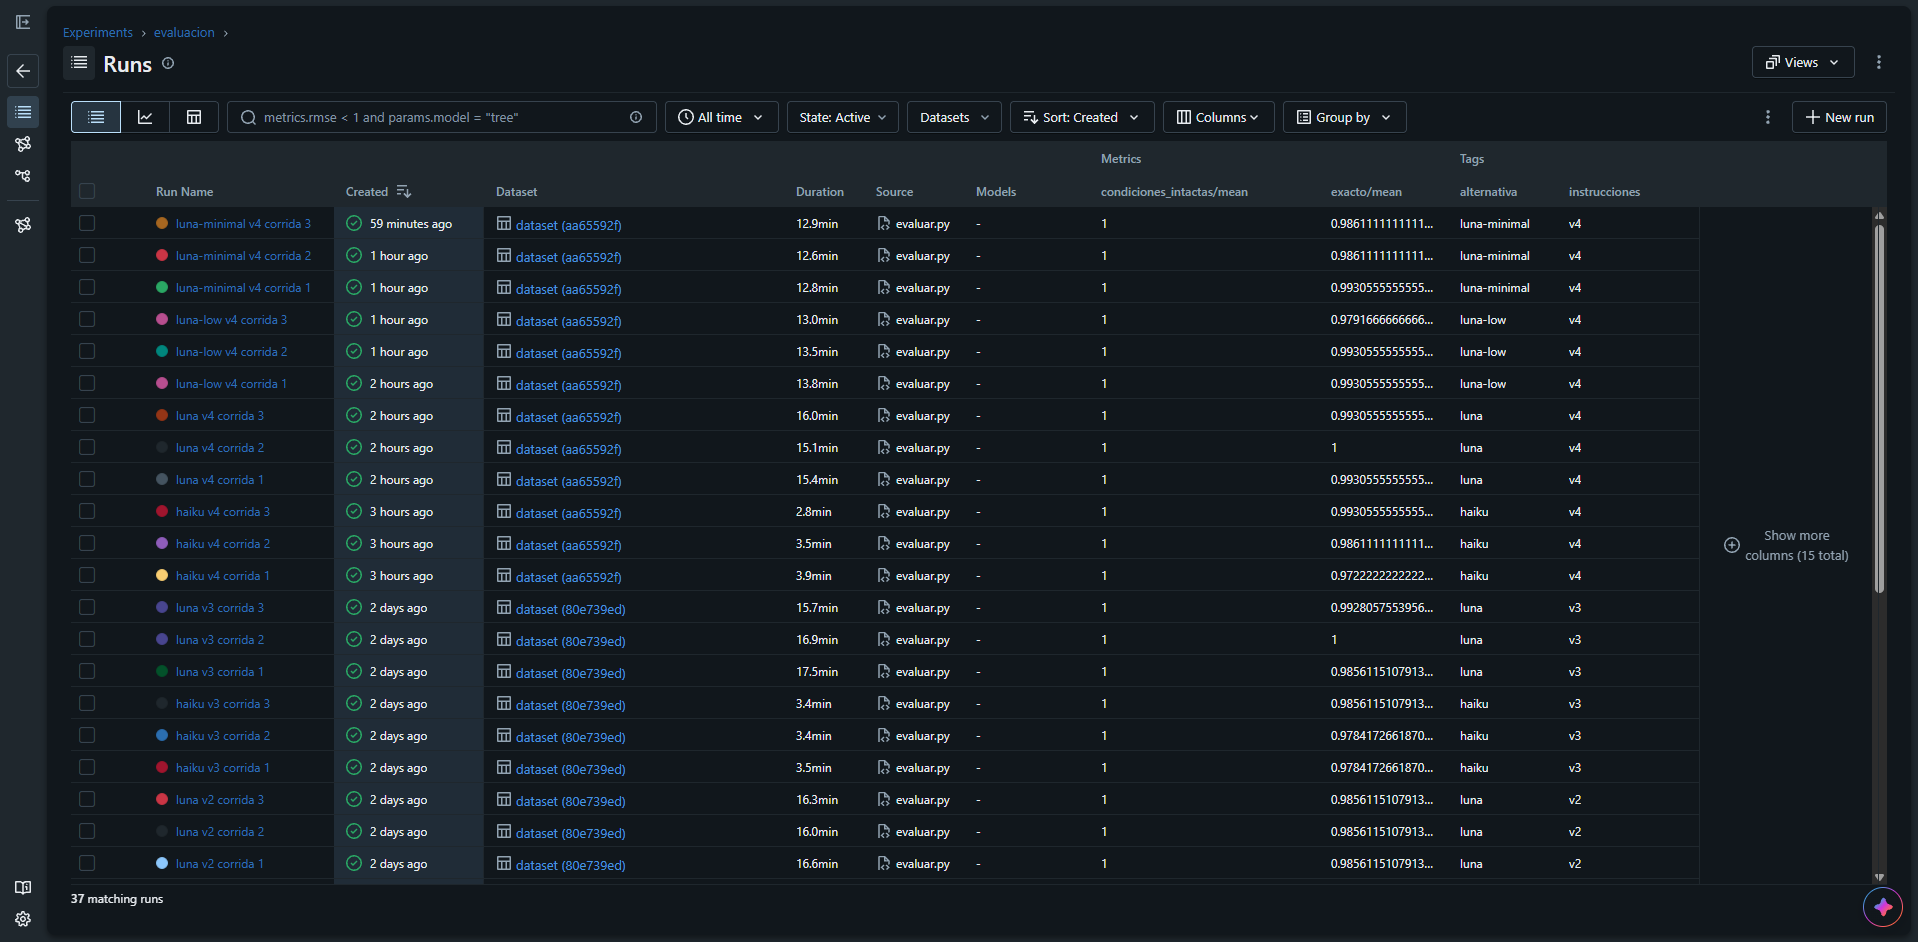 Experiments › evaluacion ›
Runs
Views
metrics.rmse < 1 and params.model = "tree"
All time
State: Active
Datasets
Sort: Created
Columns
Group by
New run
Metrics Tags
Run Name Created Dataset Duration Source Models condiciones_intactas/mean exacto/mean alternativa instrucciones
luna-minimal v4 corrida 3 59 minutes ago dataset (aa65592f) 12.9min evaluar.py - 1 0.9861111111111... luna-minimal v4
luna-minimal v4 corrida 2 1 hour ago dataset (aa65592f) 12.6min evaluar.py - 1 0.9861111111111... luna-minimal v4
luna-minimal v4 corrida 1 1 hour ago dataset (aa65592f) 12.8min evaluar.py - 1 0.9930555555555... luna-minimal v4
luna-low v4 corrida 3 1 hour ago dataset (aa65592f) 13.0min evaluar.py - 1 0.9791666666666... luna-low v4
luna-low v4 corrida 2 1 hour ago dataset (aa65592f) 13.5min evaluar.py - 1 0.9930555555555... luna-low v4
luna-low v4 corrida 1 2 hours ago dataset (aa65592f) 13.8min evaluar.py - 1 0.9930555555555... luna-low v4
luna v4 corrida 3 2 hours ago dataset (aa65592f) 16.0min evaluar.py - 1 0.9930555555555... luna v4
luna v4 corrida 2 2 hours ago dataset (aa65592f) 15.1min evaluar.py - 1 1 luna v4
luna v4 corrida 1 2 hours ago dataset (aa65592f) 15.4min evaluar.py - 1 0.9930555555555... luna v4
haiku v4 corrida 3 3 hours ago dataset (aa65592f) 2.8min evaluar.py - 1 0.9930555555555... haiku v4
haiku v4 corrida 2 3 hours ago dataset (aa65592f) 3.5min evaluar.py - 1 0.9861111111111... haiku v4
haiku v4 corrida 1 3 hours ago dataset (aa65592f) 3.9min evaluar.py - 1 0.9722222222222... haiku v4
luna v3 corrida 3 2 days ago dataset (80e739ed) 15.7min evaluar.py - 1 0.9928057553956... luna v3
luna v3 corrida 2 2 days ago dataset (80e739ed) 16.9min evaluar.py - 1 1 luna v3
luna v3 corrida 1 2 days ago dataset (80e739ed) 17.5min evaluar.py - 1 0.9856115107913... luna v3
haiku v3 corrida 3 2 days ago dataset (80e739ed) 3.4min evaluar.py - 1 0.9856115107913... haiku v3
haiku v3 corrida 2 2 days ago dataset (80e739ed) 3.4min evaluar.py - 1 0.9784172661870... haiku v3
haiku v3 corrida 1 2 days ago dataset (80e739ed) 3.5min evaluar.py - 1 0.9784172661870... haiku v3
luna v2 corrida 3 2 days ago dataset (80e739ed) 16.3min evaluar.py - 1 0.9856115107913... luna v2
luna v2 corrida 2 2 days ago dataset (80e739ed) 16.0min evaluar.py - 1 0.9856115107913... luna v2
luna v2 corrida 1 2 days ago dataset (80e739ed) 16.6min evaluar.py - 1 0.9856115107913... luna v2
Show more
columns (15 total)
37 matching runs